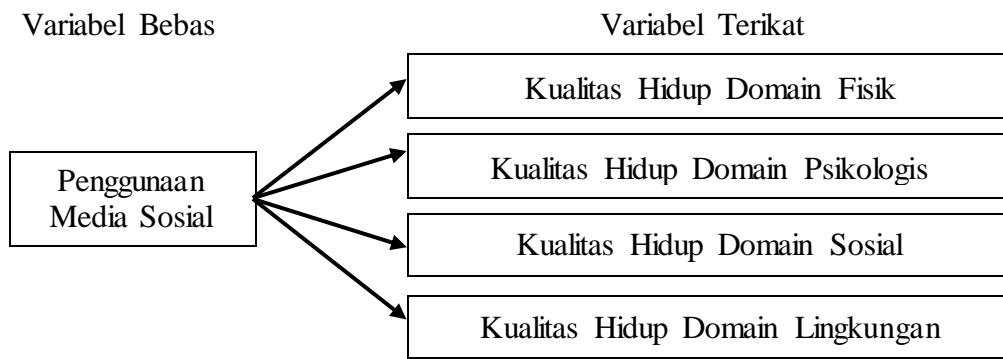 Variabel Bebas
Variabel Terikat
Kualitas Hidup Domain Fisik
Kualitas Hidup Domain Psikologis
Penggunaan
Media Sosial
Kualitas Hidup Domain Sosial
Kualitas Hidup Domain Lingkungan